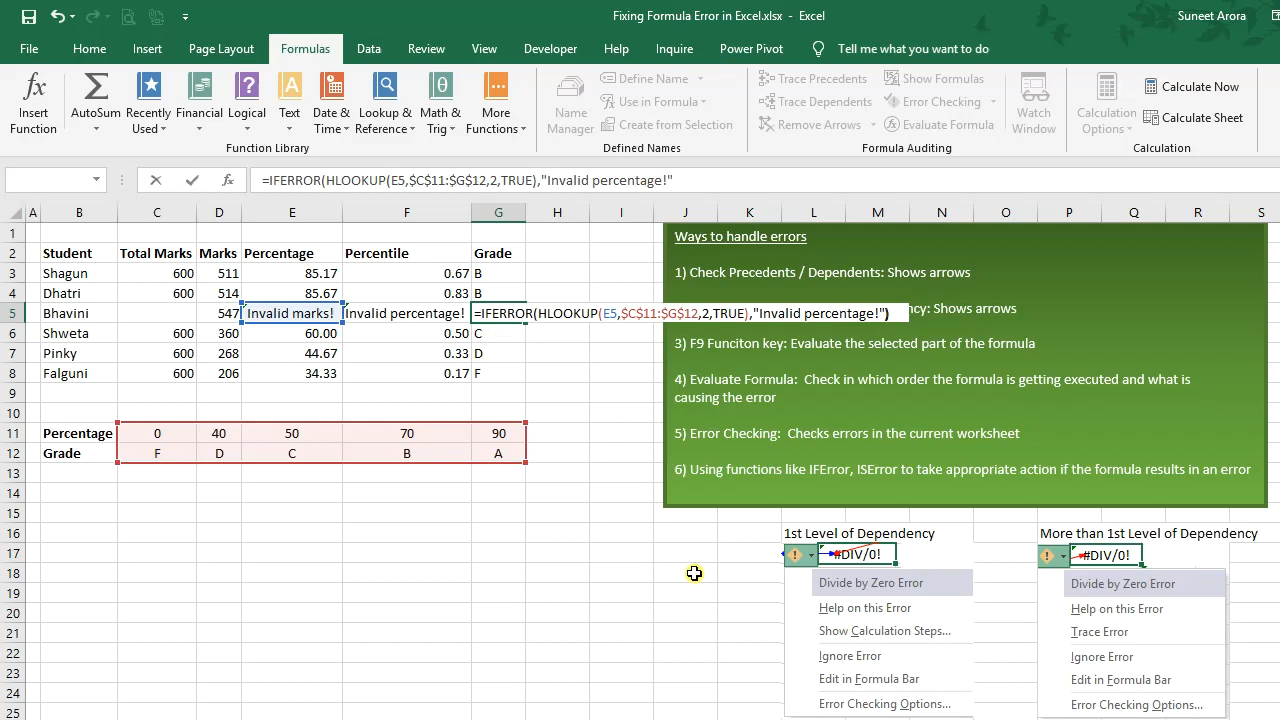 Fixing Formula Error in Excel.xlsx - Excel
Suneet Arora
File Home Insert Page Layout Formulas Data Review View Developer Help Inquire Power Pivot Tell me what you want to do
Insert Function
AutoSum
Recently Used
Financial
Logical
Text
Date & Time
Lookup & Reference
Math & Trig
More Functions
Function Library
Name Manager
Define Name
Use in Formula
Create from Selection
Defined Names
Trace Precedents
Trace Dependents
Remove Arrows
Show Formulas
Error Checking
Evaluate Formula
Watch Window
Formula Auditing
Calculation Options
Calculate Now
Calculate Sheet
Calculation
fx =IFERROR(HLOOKUP(E5,$C$11:$G$12,2,TRUE),"Invalid percentage!"
A B C D E F G H I J K L M N O P Q R S
1
2 Student Total Marks Marks Percentage Percentile Grade
3 Shagun 600 511 85.17 0.67 B
4 Dhatri 600 514 85.67 0.83 B
5 Bhavini 547 Invalid marks! Invalid percentage! =IFERROR(HLOOKUP(E5,$C$11:$G$12,2,TRUE),"Invalid percentage!")
6 Shweta 600 360 60.00 0.50 C
7 Pinky 600 268 44.67 0.33 D
8 Falguni 600 206 34.33 0.17 F
9
10
11 Percentage 0 40 50 70 90
12 Grade F D C B A
13
14
15
16
17
18
19
20
21
22
23
24
25
Ways to handle errors
1) Check Precedents / Dependents: Shows arrows
ncy: Shows arrows
3) F9 Funciton key: Evaluate the selected part of the formula
4) Evaluate Formula: Check in which order the formula is getting executed and what is
causing the error
5) Error Checking: Checks errors in the current worksheet
6) Using functions like IFError, ISError to take appropriate action if the formula results in an error
1st Level of Dependency
#DIV/0!
Divide by Zero Error
Help on this Error
Show Calculation Steps...
Ignore Error
Edit in Formula Bar
Error Checking Options...
More than 1st Level of Dependency
#DIV/0!
Divide by Zero Error
Help on this Error
Trace Error
Ignore Error
Edit in Formula Bar
Error Checking Options...